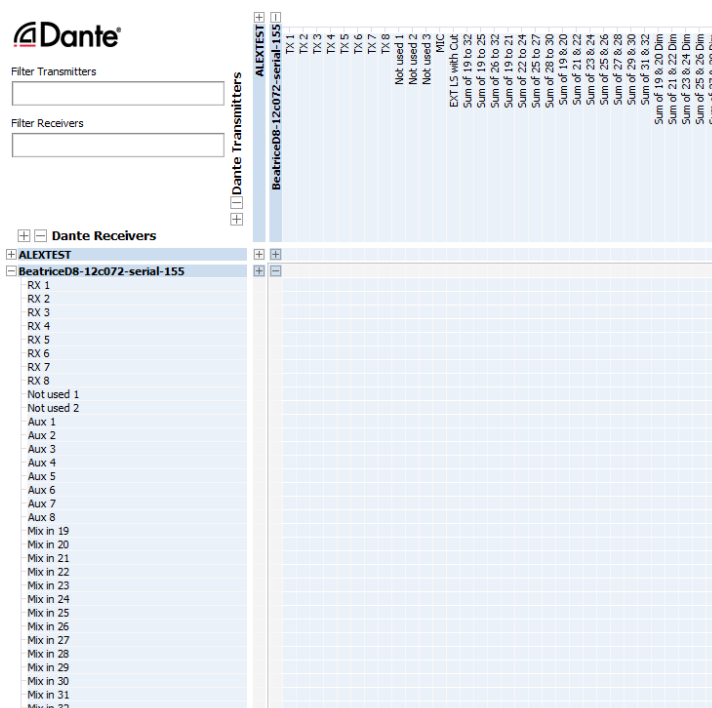 Dante®
Filter Transmitters
Filter Receivers
Dante Transmitters
ALEXTEST
BeatriceD8-12c072-serial-155
TX 1
TX 2
TX 3
TX 4
TX 5
TX 6
TX 7
TX 8
Not used 1
Not used 2
Not used 3
MIC
EXT LS with Cut
Sum of 19 to 32
Sum of 19 to 25
Sum of 26 to 32
Sum of 19 to 21
Sum of 22 to 24
Sum of 25 to 27
Sum of 28 to 30
Sum of 19 & 20
Sum of 21 & 22
Sum of 23 & 24
Sum of 25 & 26
Sum of 27 & 28
Sum of 29 & 30
Sum of 31 & 32
Sum of 19 & 20 Dim
Sum of 21 & 22 Dim
Sum of 23 & 24 Dim
Sum of 25 & 26 Dim
Dante Receivers
ALEXTEST
BeatriceD8-12c072-serial-155
RX 1
RX 2
RX 3
RX 4
RX 5
RX 6
RX 7
RX 8
Not used 1
Not used 2
Aux 1
Aux 2
Aux 3
Aux 4
Aux 5
Aux 6
Aux 7
Aux 8
Mix in 19
Mix in 20
Mix in 21
Mix in 22
Mix in 23
Mix in 24
Mix in 25
Mix in 26
Mix in 27
Mix in 28
Mix in 29
Mix in 30
Mix in 31
Mix in 32